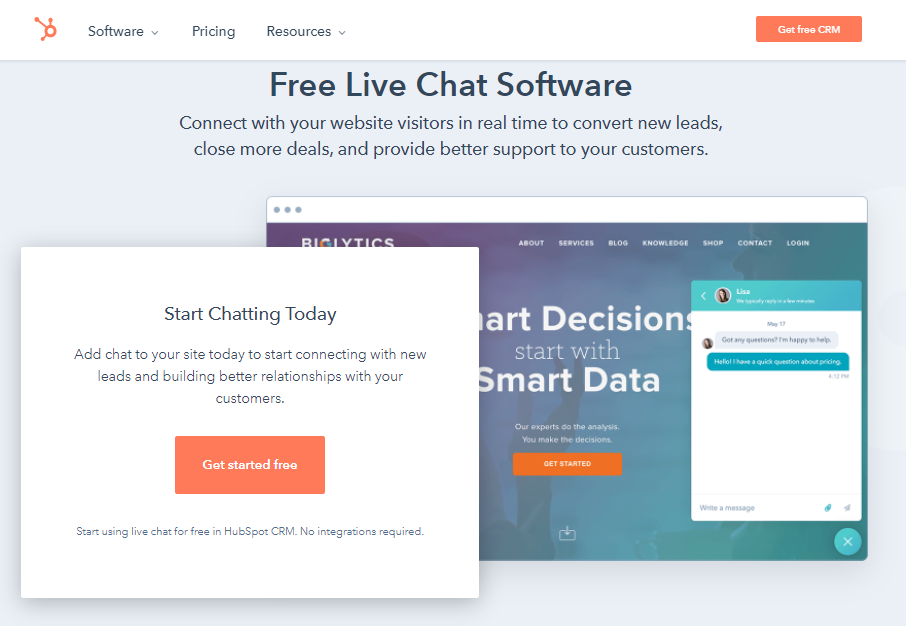 Software
Pricing
Resources
Get free CRM
Free Live Chat Software
Connect with your website visitors in real time to convert new leads,
close more deals, and provide better support to your customers.
BIGLYTICS
ABOUT SERVICES BLOG KNOWLEDGE SHOP CONTACT LOGIN
Start Chatting Today
Add chat to your site today to start connecting with new
leads and building better relationships with your
customers.
Get started free
Start using live chat for free in HubSpot CRM. No integrations required.
art Decisions
start with
Smart Data
Our experts do the analysis.
You make the decisions.
GET STARTED
Lisa
We typically reply in a few minutes
May 17
Got any questions? I'm happy to help.
Hello! I have a quick question about pricing.
4:12 PM
Write a message